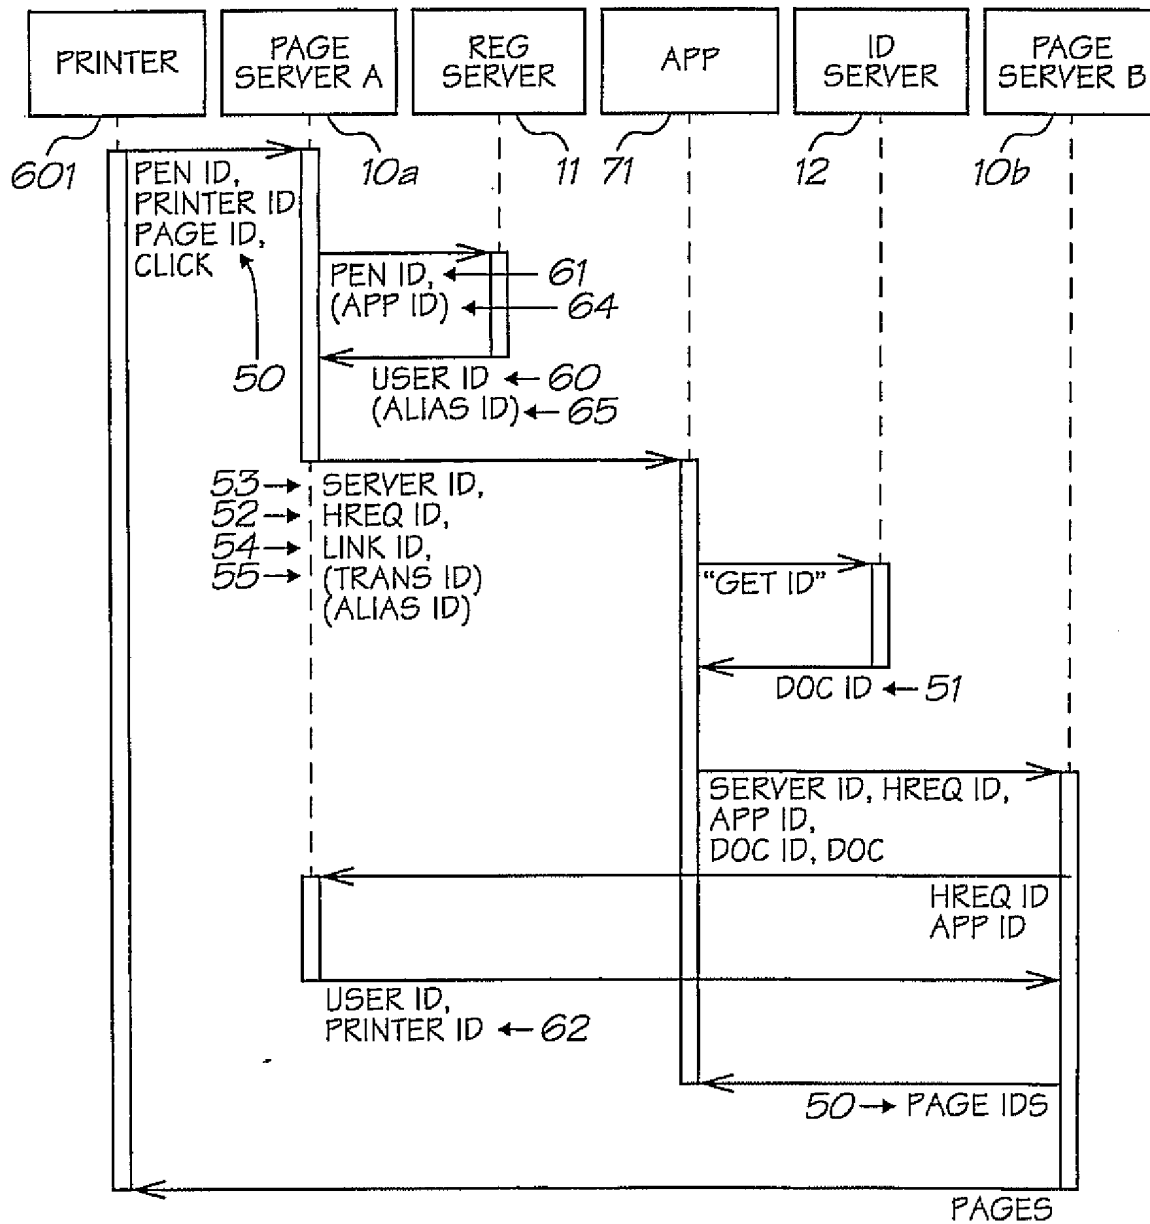 PRINTER
PAGE
SERVER A
REG
SERVER
APP
ID
SERVER
PAGE
SERVER B
601
10a
11
71
12
10b
PEN ID,
PRINTER ID
PAGE ID,
CLICK
50
PEN ID, 61
(APP ID) 64
USER ID 60
(ALIAS ID) 65
53 SERVER ID,
52 HREQ ID,
54 LINK ID,
55 (TRANS ID)
(ALIAS ID)
"GET ID"
DOC ID 51
SERVER ID, HREQ ID,
APP ID,
DOC ID, DOC
HREQ ID
APP ID
USER ID,
PRINTER ID 62
50 PAGE IDS
PAGES